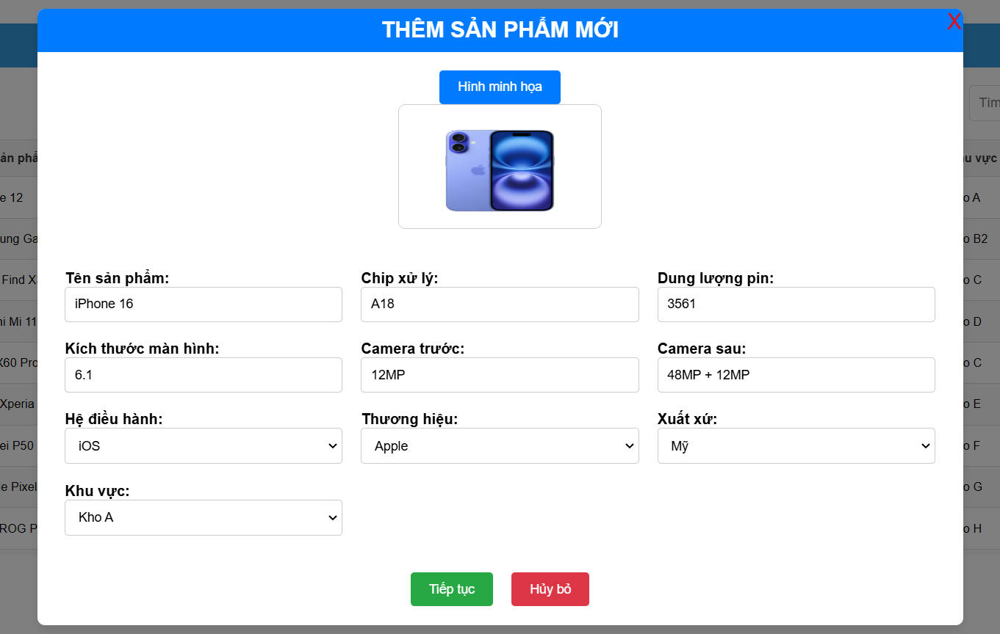 THÊM SẢN PHẨM MỚI
X
Hình minh họa
Tên sản phẩm:
Chip xử lý:
Dung lượng pin:
iPhone 16
A18
3561
Kích thước màn hình:
Camera trước:
Camera sau:
6.1
12MP
48MP + 12MP
Hệ điều hành:
Thương hiệu:
Xuất xứ:
iOS
Apple
Mỹ
Khu vực:
Kho A
Tiếp tục
Hủy bỏ
Tìm
ản phẩ
u vực
e 12
o A
ung Ga
o B2
Find X
o C
ni Mi 11
o D
X60 Pro
o C
Xperia
o E
ei P50
o F
le Pixel
o G
ROG P
o H